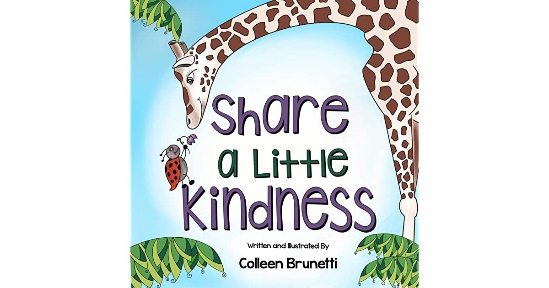 Share
a Little
Kindness
Written and Illustrated By
Colleen Brunetti